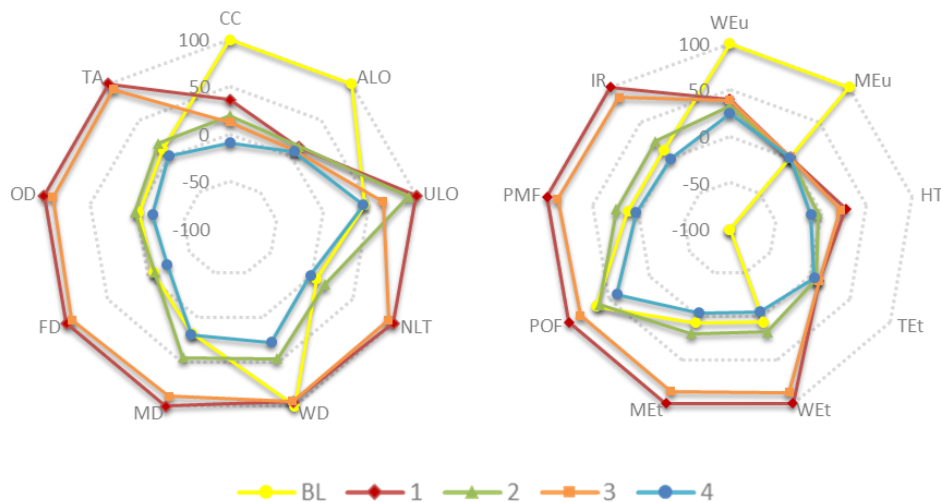 CC
ALO
ULO
NLT
WD
MD
FD
OD
TA
100
50
0
-50
-100
WEu
MEu
HT
TEt
WEt
MEt
POF
PMF
IR
100
50
0
-50
-100
BL 1 2 3 4